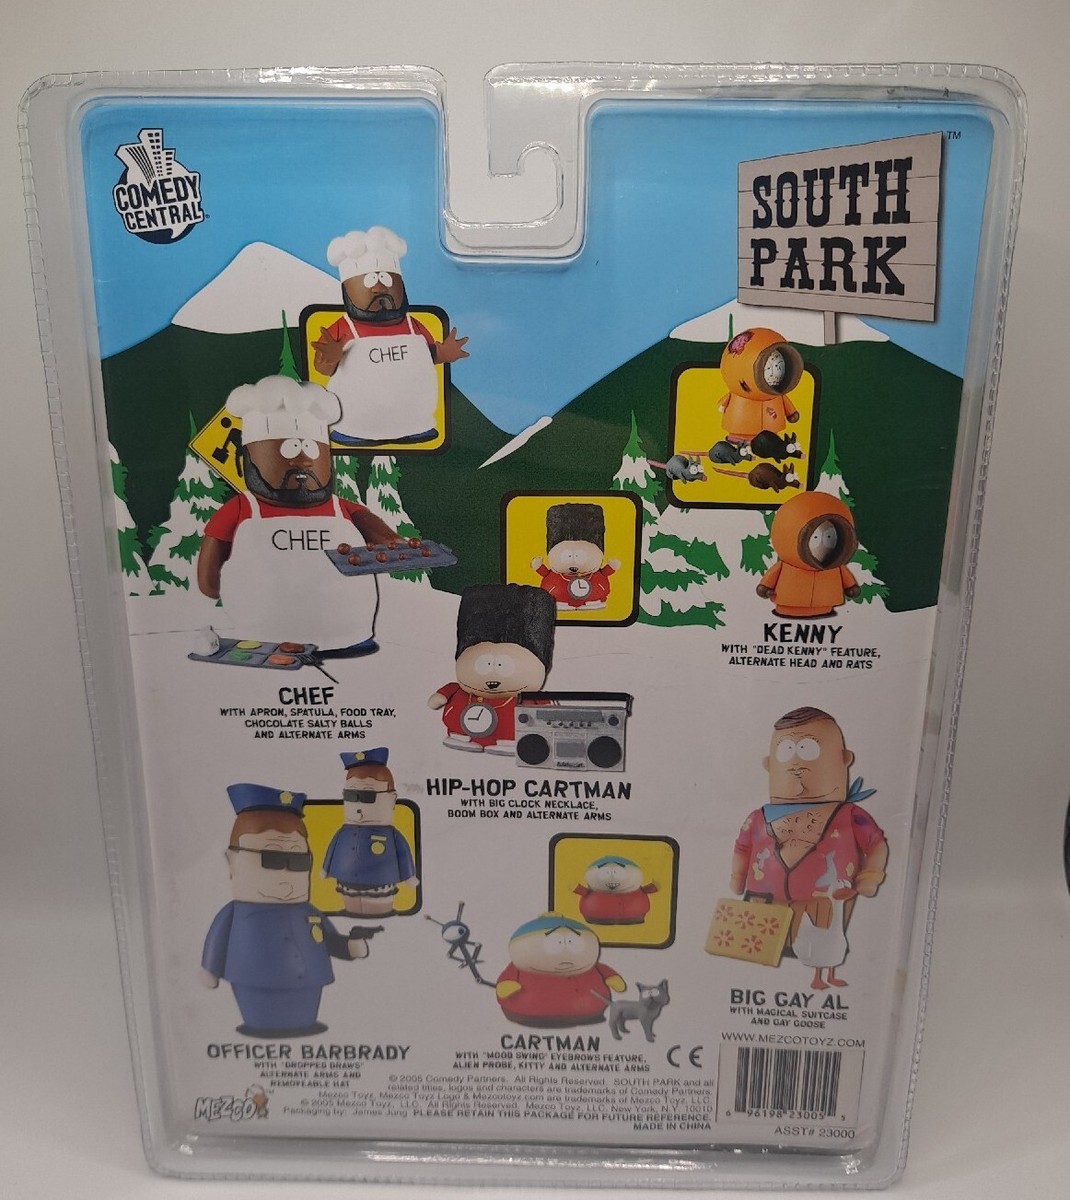 COMEDY
CENTRAL
SOUTH
PARK
TM
CHEF
CHEF
KENNY
WITH "DEAD KENNY" FEATURE,
ALTERNATE HEAD AND RATS
CHEF
WITH APRON, SPATULA, FOOD TRAY,
CHOCOLATE SALTY BALLS
AND ALTERNATE ARMS
HIP-HOP CARTMAN
WITH BIG CLOCK NECKLACE,
BOOM BOX AND ALTERNATE ARMS
BIG GAY AL
WITH MAGICAL SUITCASE
AND GAY GOOSE
OFFICER BARBRADY
WITH "DROPPED DRAWS"
ALTERNATE ARMS AND
REMOVEABLE HAT
CARTMAN
WITH "MOOD SWING" EYEBROWS FEATURE,
ALIEN PROBE, KITTY AND ALTERNATE ARMS
CE
WWW.MEZCOTOYZ.COM
MEZCO
© 2005 Comedy Partners. All Rights Reserved. SOUTH PARK and all
related titles, logos and characters are trademarks of Comedy Partners.
Mezco Toyz, Mezco Toyz Logo & Mezcotoyz.com are trademarks of Mezco Toyz, LLC.
© 2005 Mezco Toyz, LLC. All Rights Reserved. Mezco Toyz, LLC. New York, N.Y. 10010
Packaging by: James Jung PLEASE RETAIN THIS PACKAGE FOR FUTURE REFERENCE.
MADE IN CHINA
6 96198 23005 5
ASST# 23000